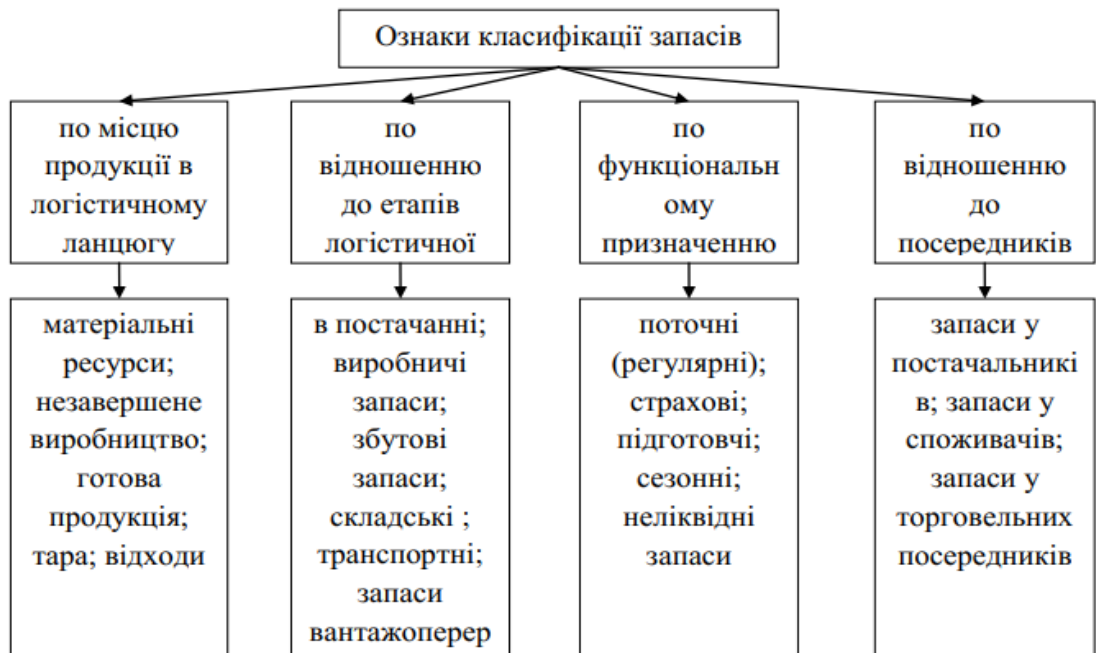 Ознаки класифікації запасів
по місцю
продукції в
логістичному
ланцюгу
по
відношенню
до етапів
логістичної
по
функціональн
ому
призначенню
по
відношенню
до
посередників
матеріальні
ресурси;
незавершене
виробництво;
готова
продукція;
тара; відходи
в постачанні;
виробничі
запаси;
збутові
запаси;
складські ;
транспортні;
запаси
вантажоперер
поточні
(регулярні);
страхові;
підготовчі;
сезонні;
неліквідні
запаси
запаси у
постачальникі
в; запаси у
споживачів;
запаси у
торговельних
посередників